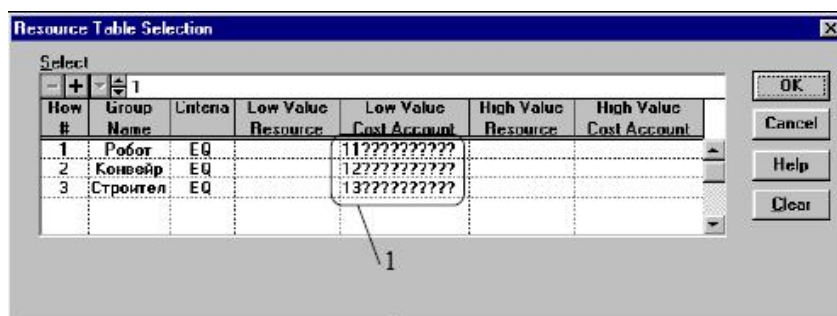 Resource Table Selection
Select
1
Row # Group Name Criteria Low Value Resource Low Value Cost Account High Value Resource High Value Cost Account
1 Робот EQ 11??????????
2 Конвейр EQ 12??????????
3 Строител EQ 13??????????
OK
Cancel
Help
Clear
1